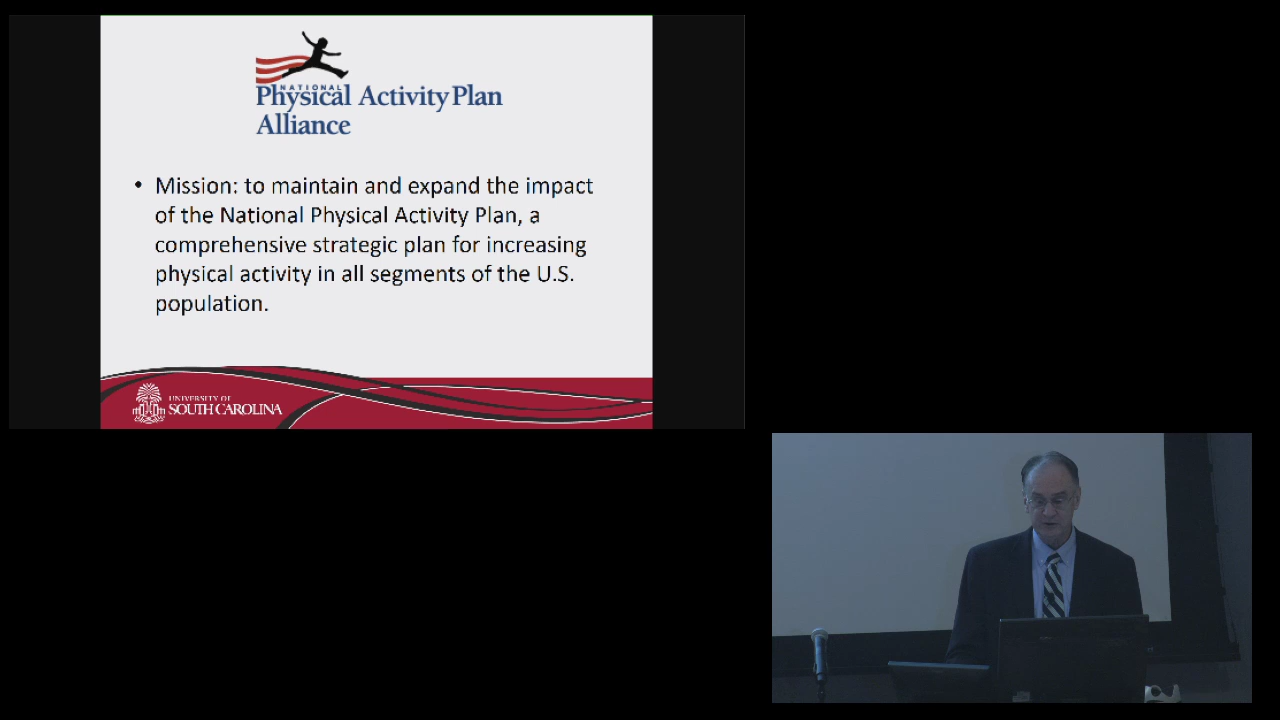 NATIONAL
Physical Activity Plan
Alliance
• Mission: to maintain and expand the impact
of the National Physical Activity Plan, a
comprehensive strategic plan for increasing
physical activity in all segments of the U.S.
population.
UNIVERSITY OF
SOUTH CAROLINA